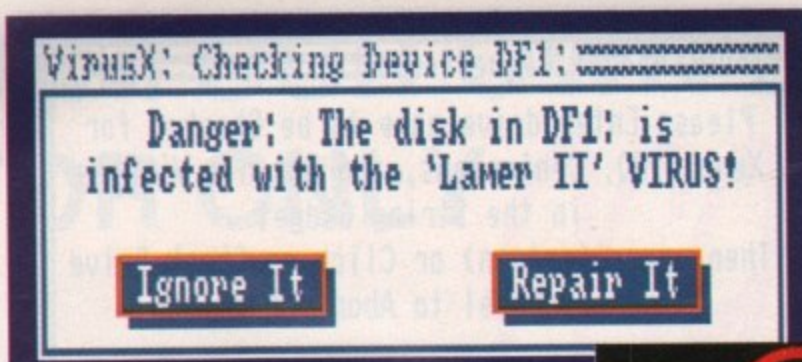 VirusX: Checking Device DF1:
Danger: The disk in DF1: is
infected with the 'Lamer II' VIRUS!
Ignore It
Repair It